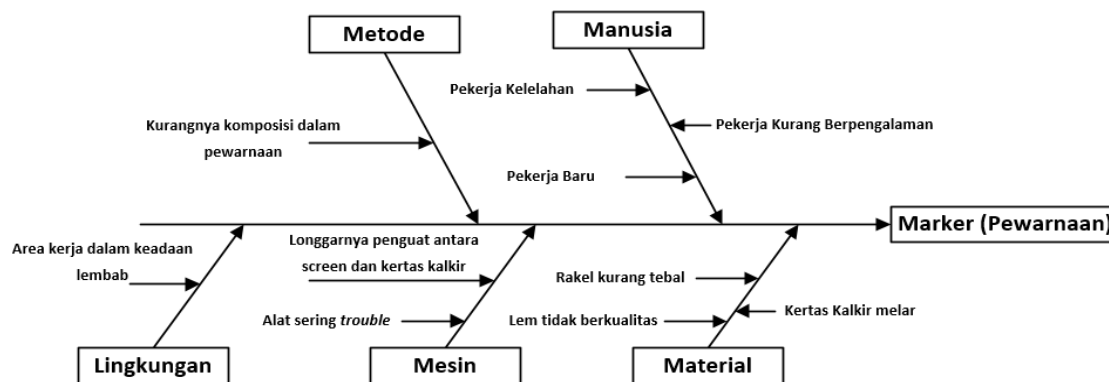 Metode
Manusia
Pekerja Kelelahan
Kurangnya komposisi dalam
pewarnaan
Pekerja Kurang Berpengalaman
Pekerja Baru
Marker (Pewarnaan)
Area kerja dalam keadaan
lembab
Longgarnya penguat antara
screen dan kertas kalkir
Rakel kurang tebal
Alat sering trouble
Lem tidak berkualitas
Kertas Kalkir melar
Lingkungan
Mesin
Material